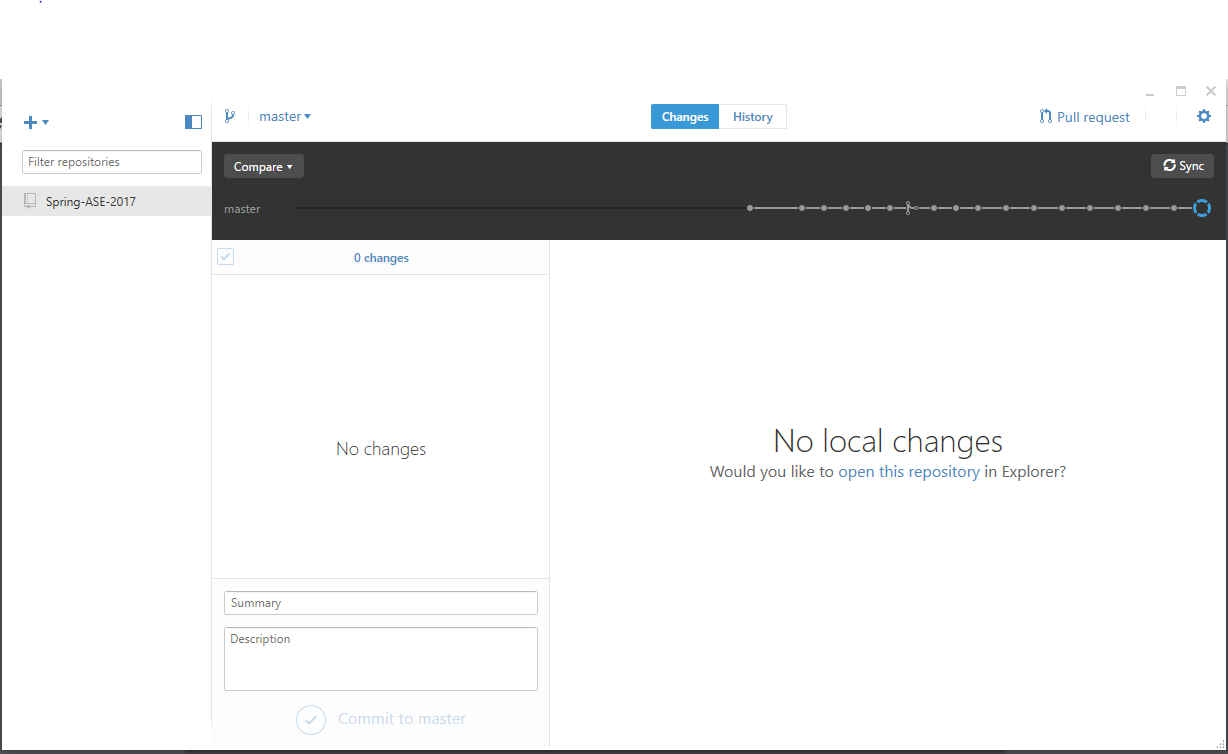 master
Changes
History
Pull request
Filter repositories
Compare
Sync
Spring-ASE-2017
master
0 changes
No changes
No local changes
Would you like to open this repository in Explorer?
Summary
Description
Commit to master